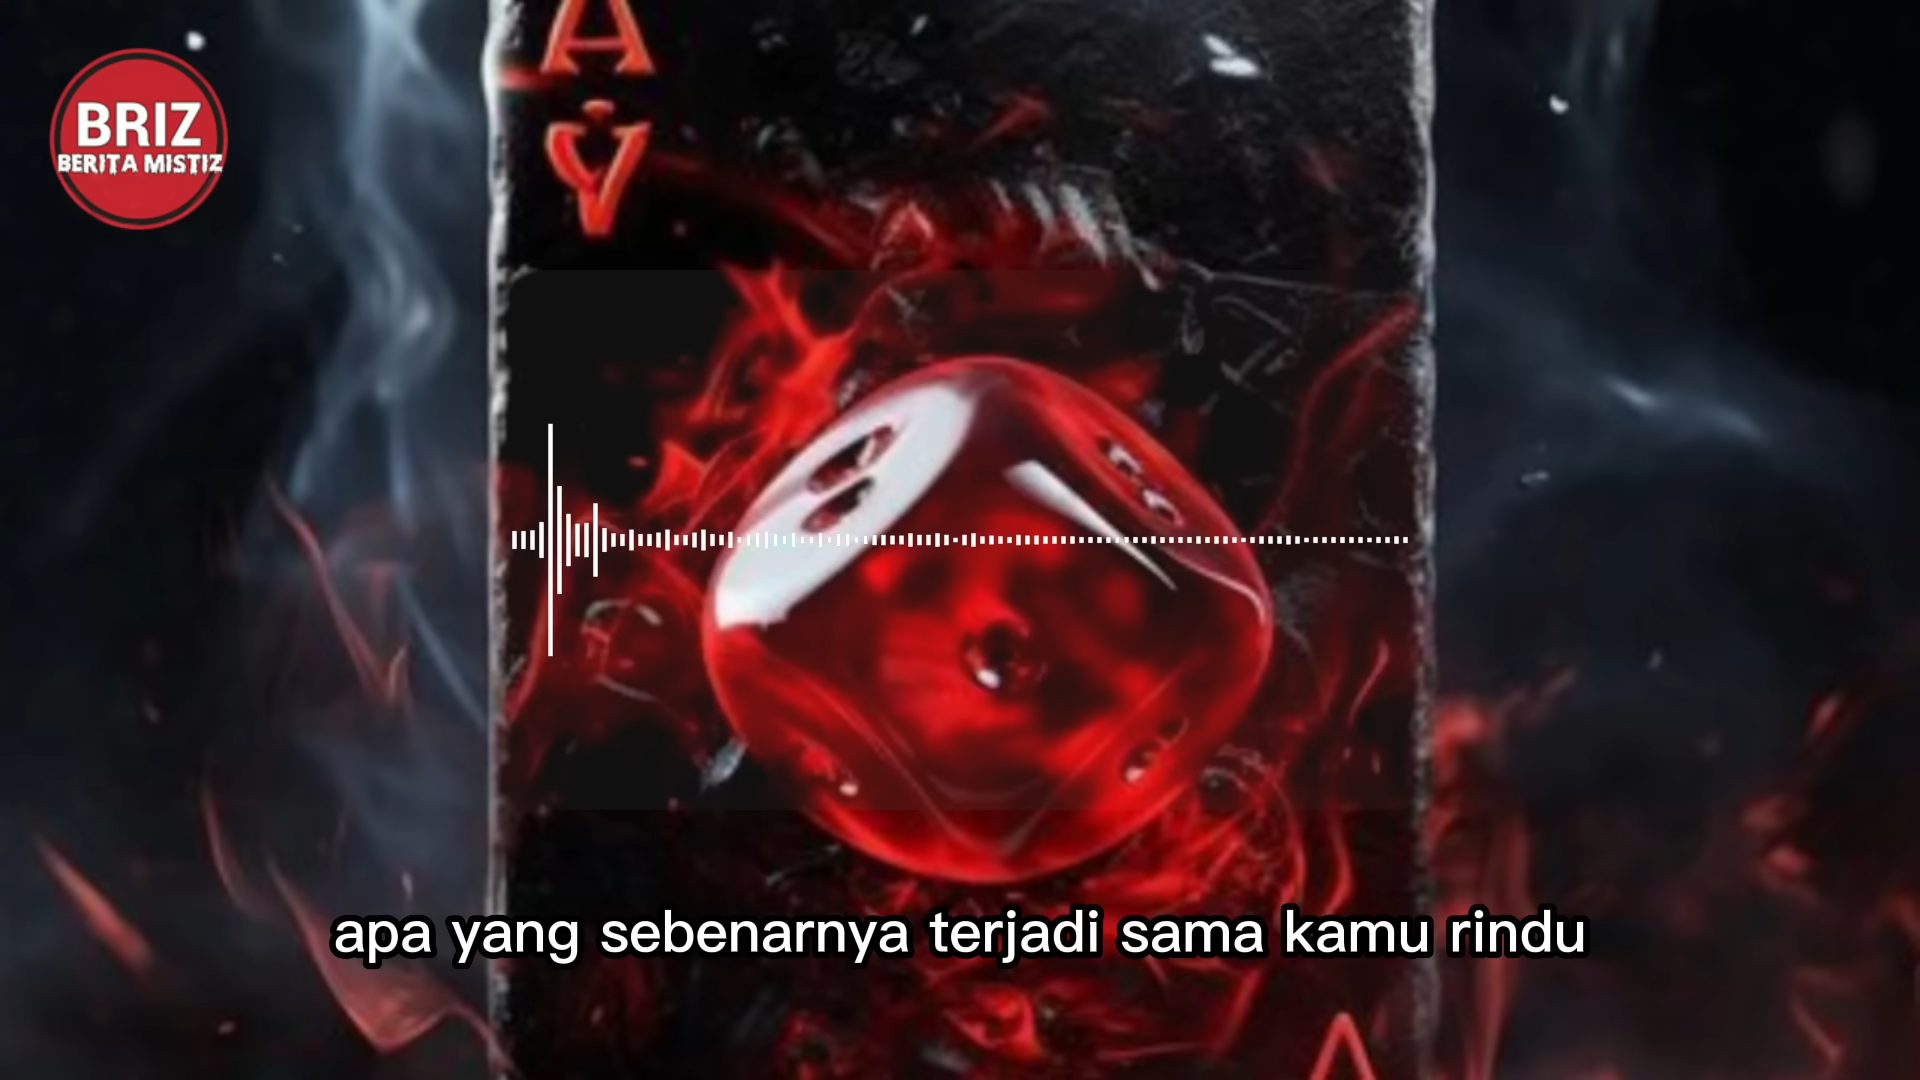 BRIZ
BERITA MISTIZ
A
A
apa yang sebenarnya terjadi sama kamu rindu
A